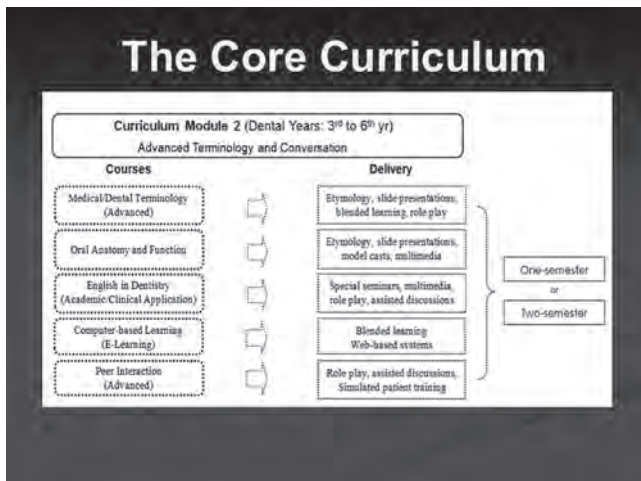 The Core Curriculum
Curriculum Module 2 (Dental Years: 3rd to 6th yr)
Advanced Terminology and Conversation
Courses
Delivery
Medical/Dental Terminology
(Advanced)
Etymology, slide presentations,
blended learning, role play
Oral Anatomy and Function
Etymology, slide presentations,
model casts, multimedia
English in Dentistry
(Academic/Clinical Application)
Special seminars, multimedia,
role play, assisted discussions
Computer-based Learning
(E-Learning)
Blended learning
Web-based systems
Peer Interaction
(Advanced)
Role play, assisted discussions,
Simulated patient training
One-semester
or
Two-semester